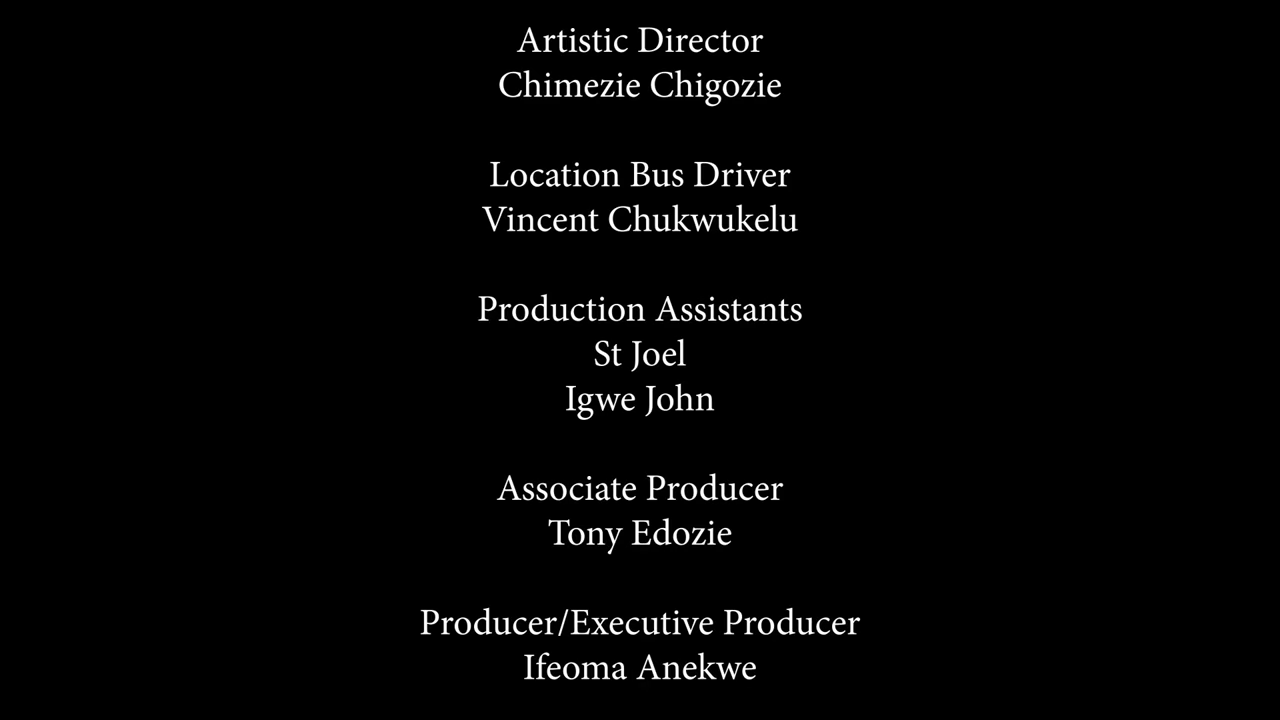 Artistic Director
Chimezie Chigozie
Location Bus Driver
Vincent Chukwukelu
Production Assistants
St Joel
Igwe John
Associate Producer
Tony Edozie
Producer/Executive Producer
Ifeoma Anekwe